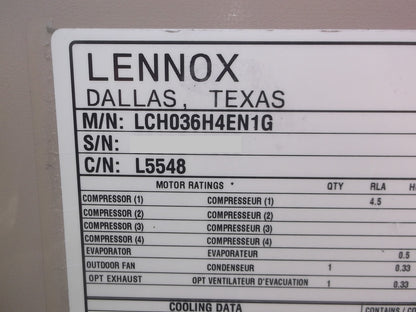 LENNOX
DALLAS, TEXAS
M/N: LCH036H4EN1G
S/N:
C/N: L5548
MOTOR RATINGS * QTY RLA
COMPRESSOR (1) COMPRESSEUR (1) 4.5
COMPRESSOR (2) COMPRESSEUR (2)
COMPRESSOR (3) COMPRESSEUR (3)
COMPRESSOR (4) COMPRESSEUR (4)
EVAPORATOR EVAPORATEUR 0.5
OUTDOOR FAN CONDENSEUR 1 0.33
OPT EXHAUST OPT VENTILATEUR D'EVACUATION 1 0.33
COOLING DATA